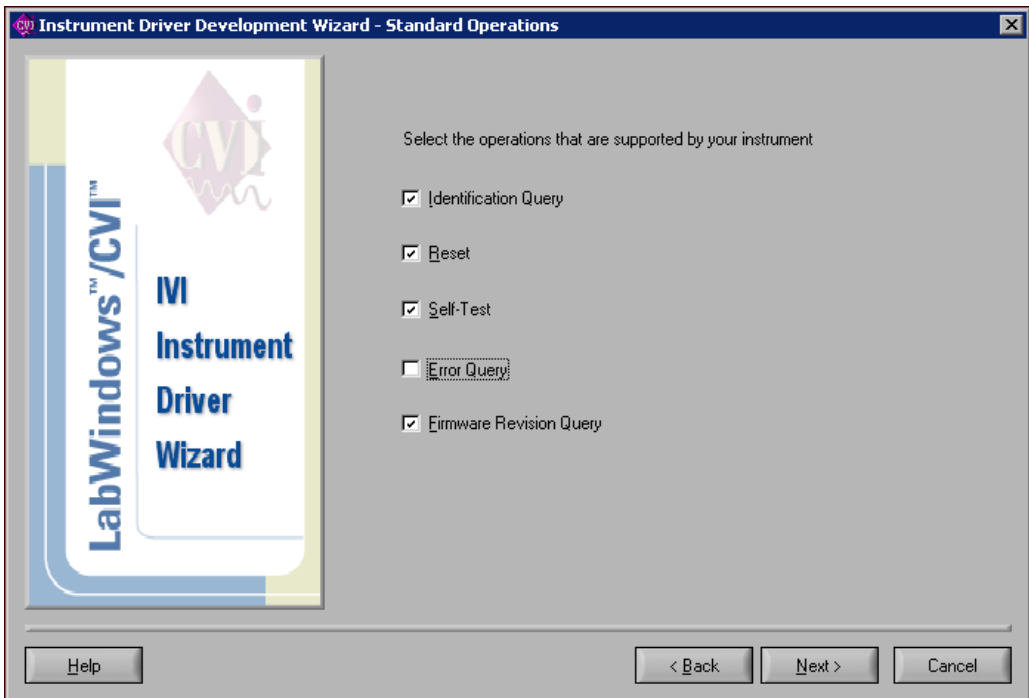 Instrument Driver Development Wizard - Standard Operations
CVI
LabWindows™/CVI™
IVI
Instrument
Driver
Wizard
Select the operations that are supported by your instrument
Identification Query
Reset
Self-Test
Error Query
Firmware Revision Query
Help
< Back
Next >
Cancel